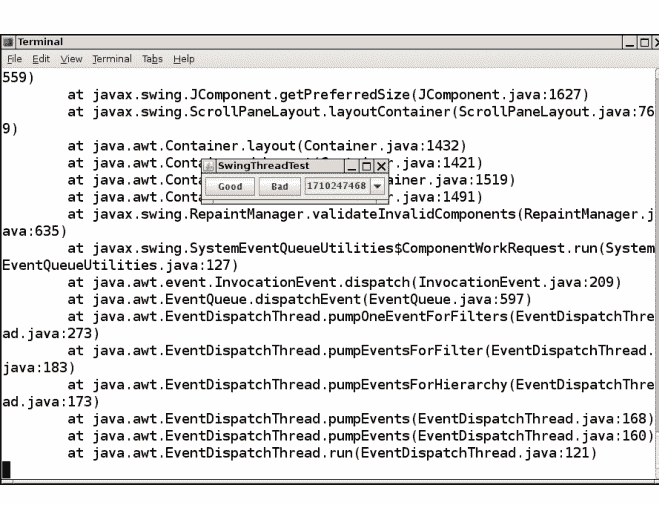 Terminal
File Edit View Terminal Tabs Help
559)
at javax.swing.JComponent.getPreferredSize(JComponent.java:1627)
at javax.swing.ScrollPaneLayout.layoutContainer(ScrollPaneLayout.java:76
9)
at java.awt.Container.layout(Container.java:1432)
at java.awt.Conta
.java:1421)
SwingThreadTest
at java.awt.Conta
ainer.java:1519)
Good Bad 1710247468
at java.awt.Conta
.java:1491)
at javax.swing.RepaintManager.validateInvalidComponents(RepaintManager.j
ava:635)
at javax.swing.SystemEventQueueUtilities$ComponentWorkRequest.run(System
EventQueueUtilities.java:127)
at java.awt.event.InvocationEvent.dispatch(InvocationEvent.java:209)
at java.awt.EventQueue.dispatchEvent(EventQueue.java:597)
at java.awt.EventDispatchThread.pumpOneEventForFilters(EventDispatchThre
ad.java:273)
at java.awt.EventDispatchThread.pumpEventsForFilter(EventDispatchThread.
java:183)
at java.awt.EventDispatchThread.pumpEventsForHierarchy(EventDispatchThre
ad.java:173)
at java.awt.EventDispatchThread.pumpEvents(EventDispatchThread.java:168)
at java.awt.EventDispatchThread.pumpEvents(EventDispatchThread.java:160)
at java.awt.EventDispatchThread.run(EventDispatchThread.java:121)